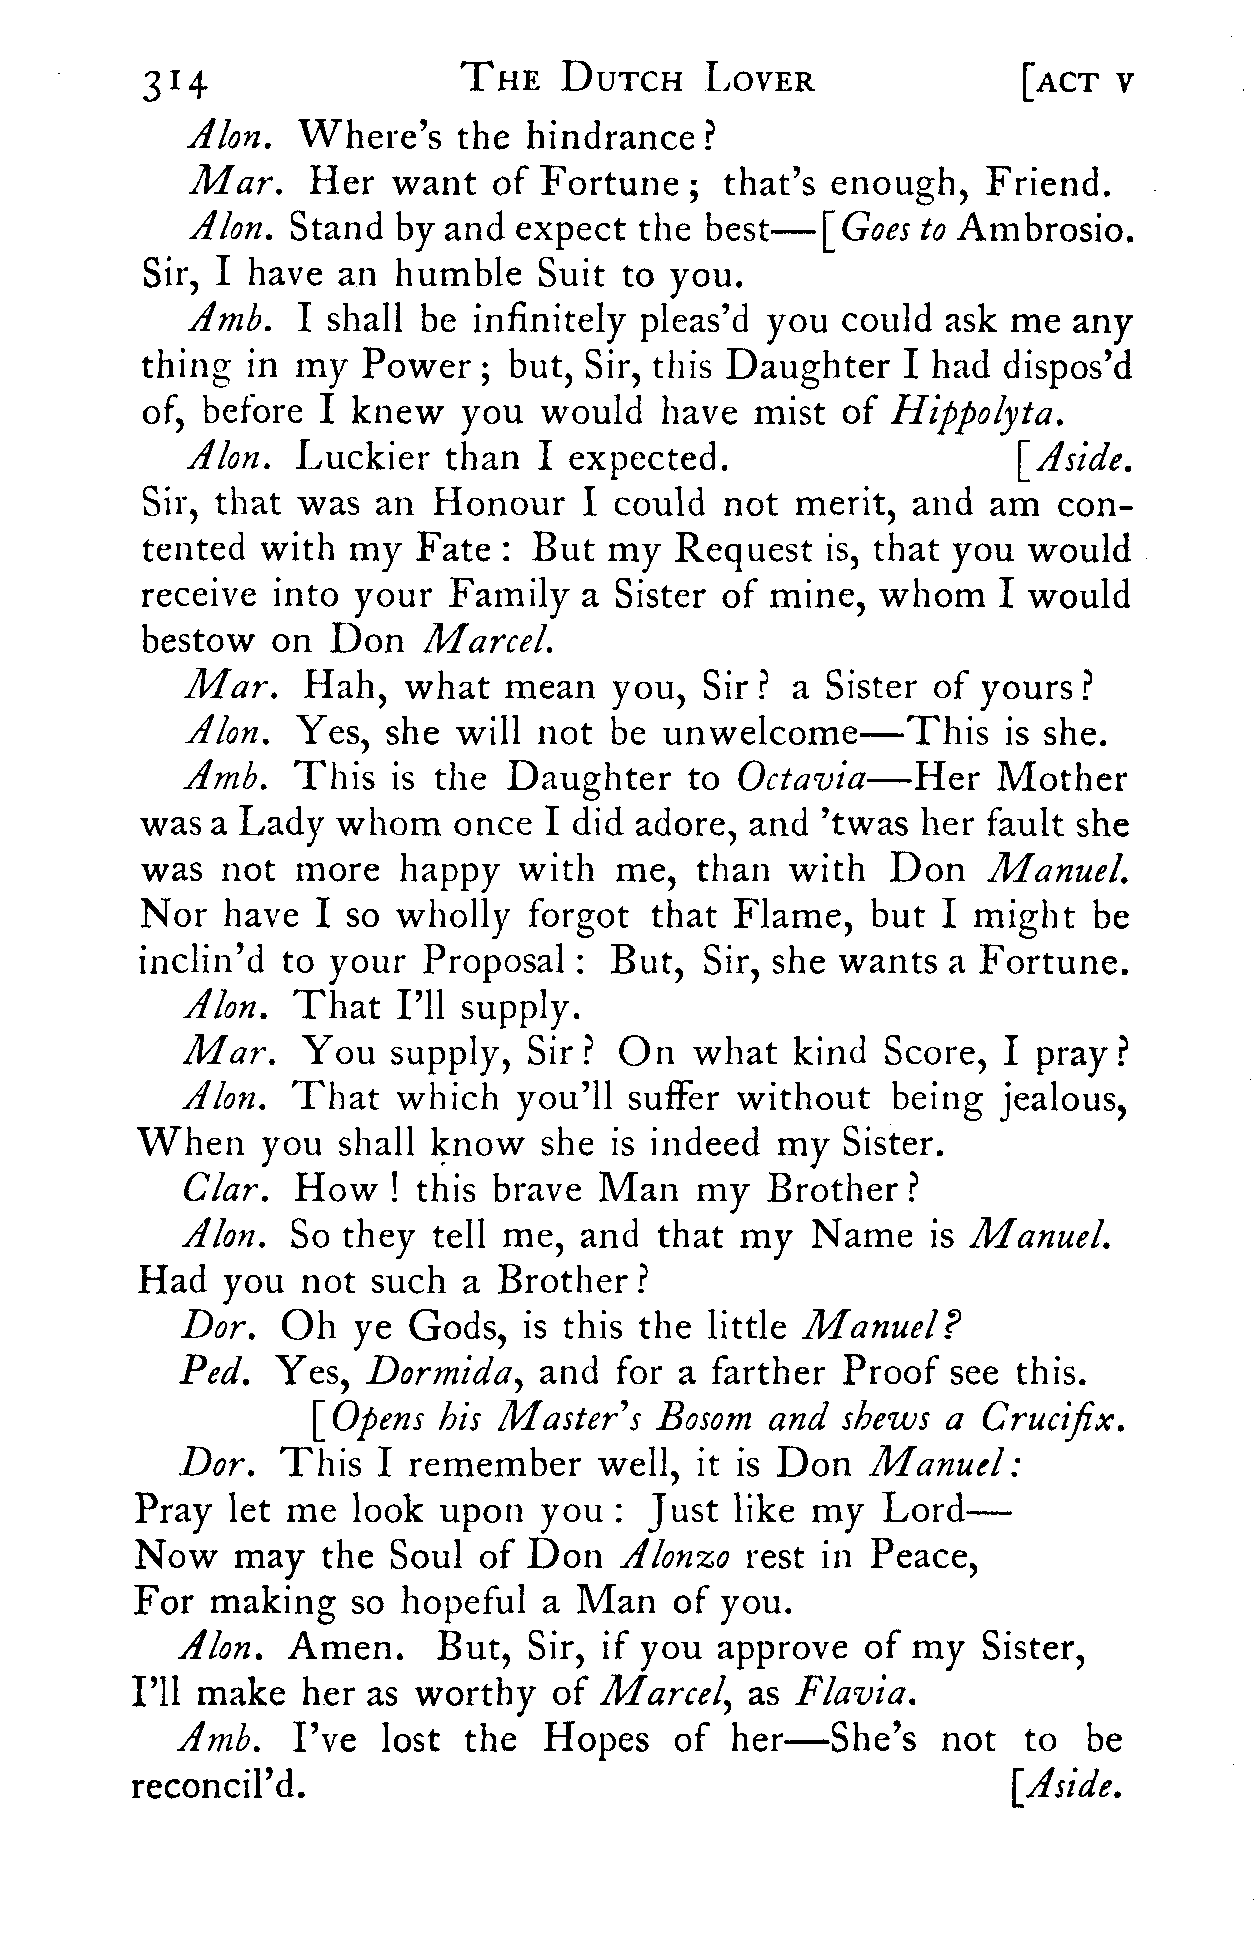 314 THE DUTCH LOVER [ACT V
Alon. Where's the hindrance?
Mar. Her want of Fortune; that's enough, Friend.
Alon. Stand by and expect the best—[Goes to Ambrosio.
Sir, I have an humble Suit to you.
Amb. I shall be infinitely pleas'd you could ask me any
thing in my Power; but, Sir, this Daughter I had dispos'd
of, before I knew you would have mist of Hippolyta.
Alon. Luckier than I expected. [Aside.
Sir, that was an Honour I could not merit, and am con-
tented with my Fate: But my Request is, that you would
receive into your Family a Sister of mine, whom I would
bestow on Don Marcel.
Mar. Hah, what mean you, Sir? a Sister of yours?
Alon. Yes, she will not be unwelcome—This is she.
Amb. This is the Daughter to Octavia—Her Mother
was a Lady whom once I did adore, and 'twas her fault she
was not more happy with me, than with Don Manuel.
Nor have I so wholly forgot that Flame, but I might be
inclin'd to your Proposal: But, Sir, she wants a Fortune.
Alon. That I'll supply.
Mar. You supply, Sir? On what kind Score, I pray?
Alon. That which you'll suffer without being jealous,
When you shall know she is indeed my Sister.
Clar. How! this brave Man my Brother?
Alon. So they tell me, and that my Name is Manuel.
Had you not such a Brother?
Dor. Oh ye Gods, is this the little Manuel?
Ped. Yes, Dormida, and for a farther Proof see this.
[Opens his Master's Bosom and shews a Crucifix.
Dor. This I remember well, it is Don Manuel:
Pray let me look upon you: Just like my Lord—
Now may the Soul of Don Alonzo rest in Peace,
For making so hopeful a Man of you.
Alon. Amen. But, Sir, if you approve of my Sister,
I'll make her as worthy of Marcel, as Flavia.
Amb. I've lost the Hopes of her—She's not to be
reconcil'd. [Aside.